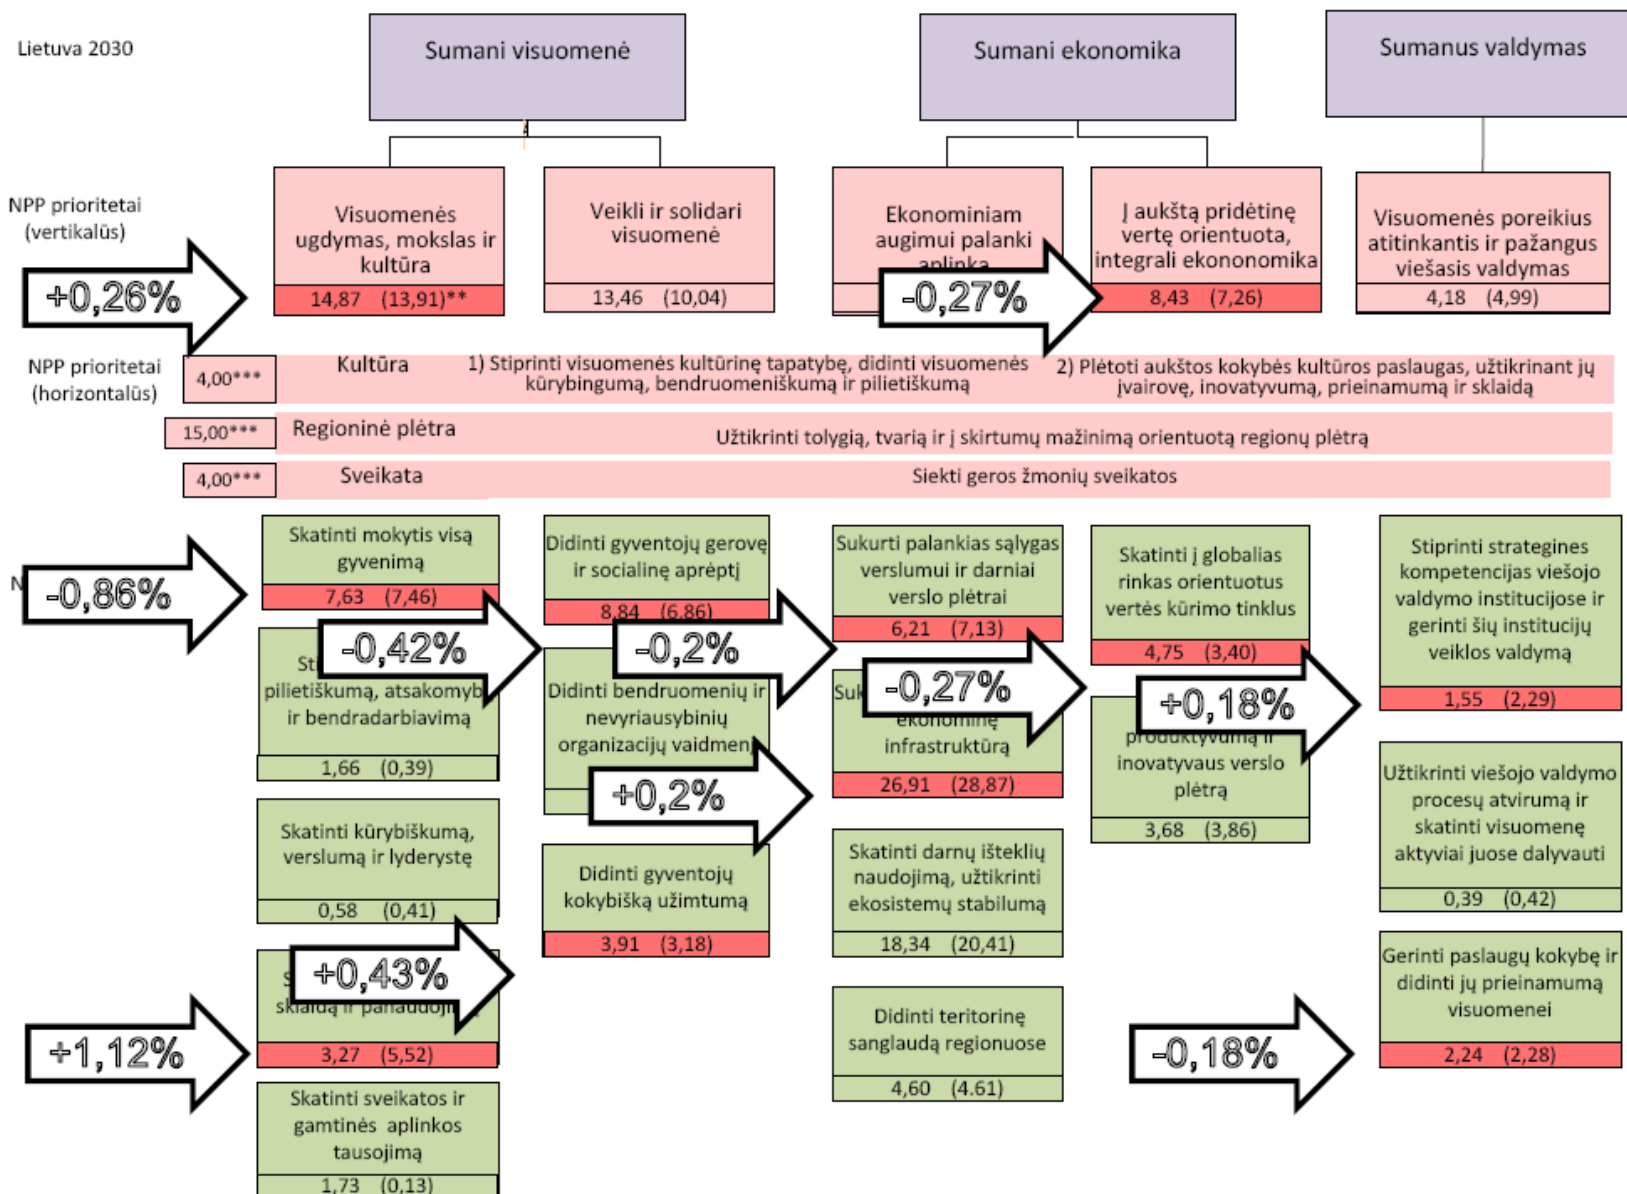 Lietuva 2030
Sumani visuomenė
Sumani ekonomika
Sumanus valdymas
NPP prioritetai
(vertikalūs)
Visuomenės
ugdymas, mokslas ir
kultūra
14,87 (13,91)**
Veikli ir solidari
visuomenė
13,46 (10,04)
Ekonominiam
augimui palanki
aplinka
Į aukštą pridėtinę
vertę orientuota,
integrali ekononomika
8,43 (7,26)
Visuomenės poreikius
atitinkantis ir pažangus
viešasis valdymas
4,18 (4,99)
+0,26%
-0,27%
NPP prioritetai
(horizontalūs)
4,00***
Kultūra
1) Stiprinti visuomenės kultūrinę tapatybę, didinti visuomenės
kūrybingumą, bendruomeniškumą ir pilietiškumą
2) Plėtoti aukštos kokybės kultūros paslaugas, užtikrinant jų
įvairovę, inovatyvumą, prieinamumą ir sklaidą
15,00***
Regioninė plėtra
Užtikrinti tolygią, tvarią ir į skirtumų mažinimą orientuotą regionų plėtrą
4,00***
Sveikata
Siekti geros žmonių sveikatos
-0,86%
Skatinti mokytis visą
gyvenimą
7,63 (7,46)
-0,42%
pilietiškumą,
ir bendradarbiavimą
1,66 (0,39)
Skatinti kūrybiškumą,
verslumą ir lyderystę
0,58 (0,41)
+0,43%
sklaidą ir
3,27 (5,52)
+1,12%
Skatinti sveikatos ir
gamtinės aplinkos
tausojimą
1,73 (0,13)
Didinti gyventojų gerovę
ir socialinę aprėptį
8,84 (6,86)
-0,2%
Didinti bendruomenių ir
nevyriausybinių
organizacijų
+0,2%
Didinti gyventojų
kokybišką užimtumą
3,91 (3,18)
Sukurti palankias sąlygas
verslumui ir darniai
verslo plėtrai
6,21 (7,13)
-0,27%
ekonominę
infrastruktūrą
26,91 (28,87)
Skatinti darnų išteklių
naudojimą, užtikrinti
ekosistemų stabilumą
18,34 (20,41)
Didinti teritorinę
sanglaudą regionuose
4,60 (4.61)
Skatinti į globalias
rinkas orientuotus
vertės kūrimo tinklus
4,75 (3,40)
+0,18%
produktyvumą ir
inovatyvaus verslo
plėtrą
3,68 (3,86)
Stiprinti strategines
kompetencijas viešojo
valdymo institucijose ir
gerinti šių institucijų
veiklos valdymą
1,55 (2,29)
Užtikrinti viešojo valdymo
procesų atvirumą ir
skatinti visuomenę
aktyviai juose dalyvauti
0,39 (0,42)
Gerinti paslaugų kokybę ir
didinti jų prieinamumą
visuomenei
2,24 (2,28)
-0,18%